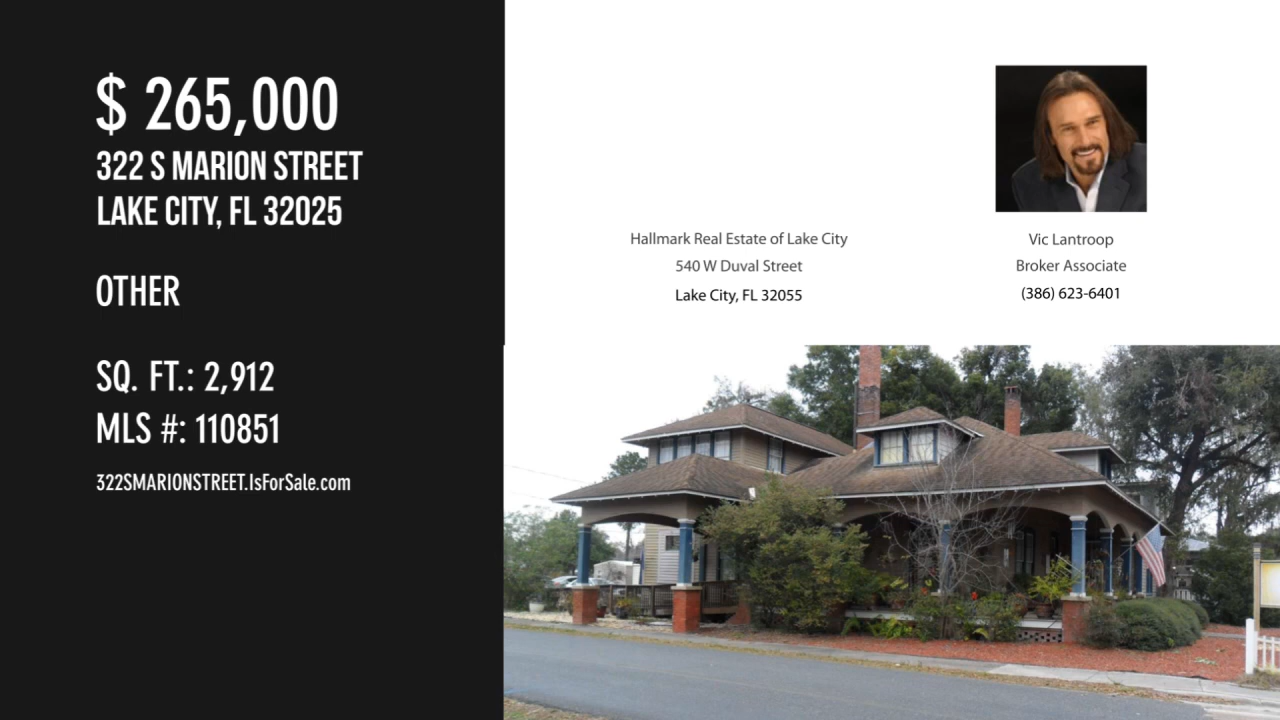 $ 265,000
322 S MARION STREET
LAKE CITY, FL 32025
OTHER
SQ. FT.: 2,912
MLS #: 110851
322SMARIONSTREET.IsForSale.com
Hallmark Real Estate of Lake City
540 W Duval Street
Lake City, FL 32055
Vic Lantroop
Broker Associate
(386) 623-6401